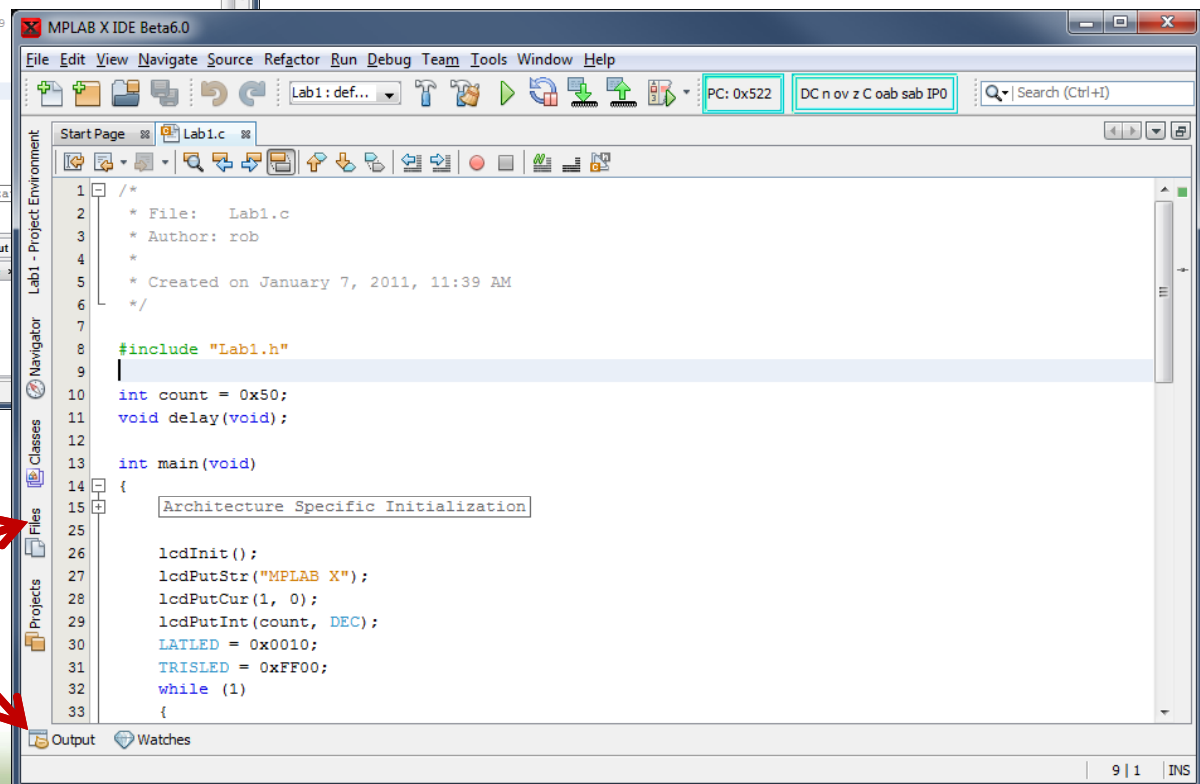 MPLAB X IDE Beta6.0
File Edit View Navigate Source Refactor Run Debug Team Tools Window Help
Lab1 : def... PC: 0x522 DC n ov z C oab sab IP0 Search (Ctrl+I)
Start Page Lab1.c
Lab1 - Project Environment
Navigator
Classes
Files
Projects
1 /*
2 * File: Lab1.c
3 * Author: rob
4 *
5 * Created on January 7, 2011, 11:39 AM
6 */
7
8 #include "Lab1.h"
9
10 int count = 0x50;
11 void delay(void);
12
13 int main(void)
14 {
15 Architecture Specific Initialization
25
26 lcdInit();
27 lcdPutStr("MPLAB X");
28 lcdPutCur(1, 0);
29 lcdPutInt(count, DEC);
30 LATLED = 0x0010;
31 TRISLED = 0xFF00;
32 while (1)
33 {
Output Watches
9 | 1 INS